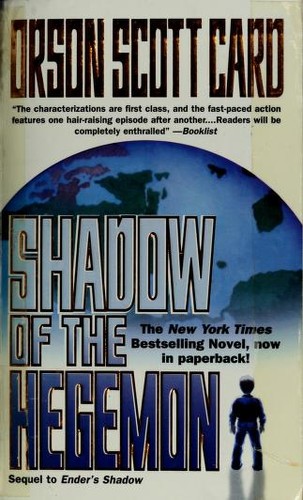 ORSON SCOTT CARD
"The characterizations are first class, and the fast-paced action
features one hair-raising episode after another....Readers will be
completely enthralled" —Booklist
SHADOW
OF THE
HEGEMON
The New York Times
Bestselling Novel, now
in paperback!
Sequel to Ender's Shadow